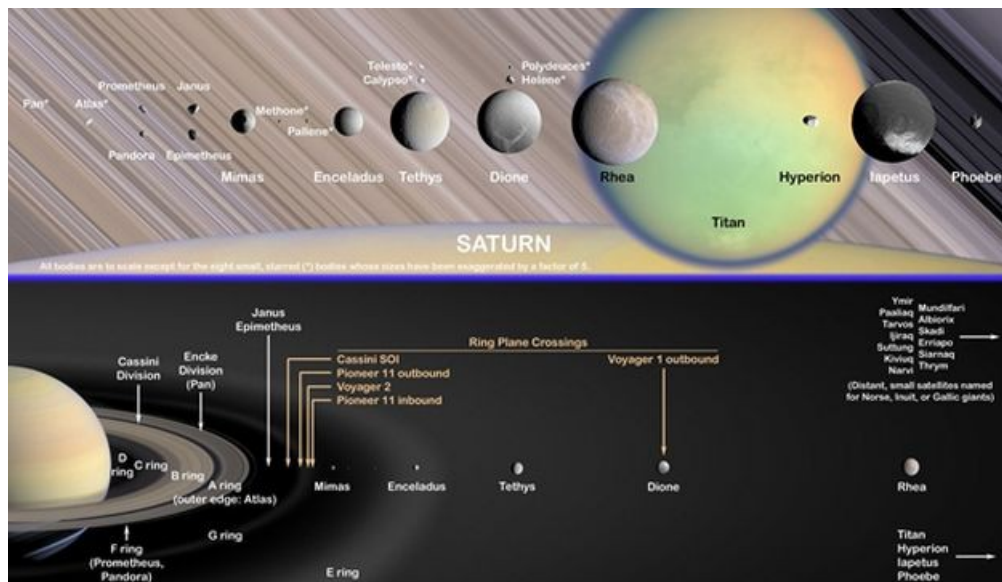 Telesto*
Calypso*
Polydeuces*
Helene*
Pan*
Atlas*
Prometheus
Janus
Methone*
Pallene*
Pandora
Epimetheus
Mimas
Enceladus
Tethys
Dione
Rhea
Hyperion
Iapetus
Phoebe
Titan
SATURN
All bodies are to scale except for the eight small, starred (*) bodies whose sizes have been exaggerated by a factor of 5.
Janus
Epimetheus
Ring Plane Crossings
Cassini SOI
Pioneer 11 outbound
Voyager 2
Pioneer 11 inbound
Voyager 1 outbound
Ymir
Paaliaq
Tarvos
Ijiraq
Suttung
Kiviuq
Narvi
Mundilfari
Albiorix
Skadi
Erriapo
Siarnaq
Thrym
(Distant, small satellites named
for Norse, Inuit, or Gallic giants)
Cassini
Division
Encke
Division
(Pan)
D
ring
C ring
B ring
A ring
(outer edge: Atlas)
Mimas
Enceladus
Tethys
Dione
Rhea
F ring
(Prometheus,
Pandora)
G ring
E ring
Titan
Hyperion
Iapetus
Phoebe